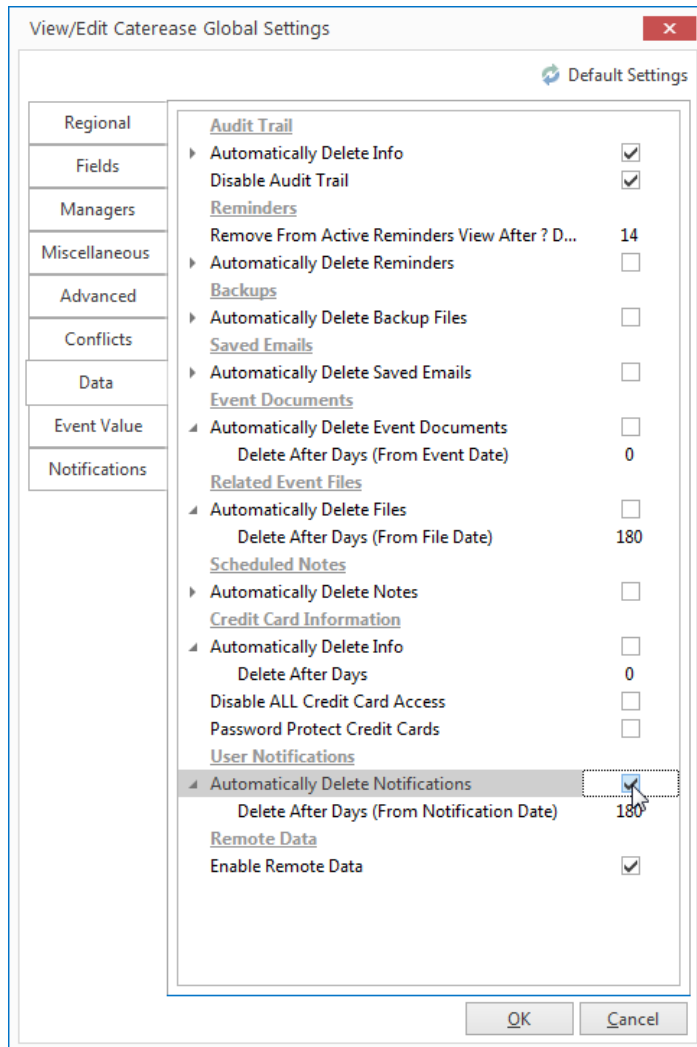 View/Edit Caterease Global Settings
Default Settings
Regional
Fields
Managers
Miscellaneous
Advanced
Conflicts
Data
Event Value
Notifications
Audit Trail
Automatically Delete Info
Disable Audit Trail
Reminders
Remove From Active Reminders View After ? D... 14
Automatically Delete Reminders
Backups
Automatically Delete Backup Files
Saved Emails
Automatically Delete Saved Emails
Event Documents
Automatically Delete Event Documents
Delete After Days (From Event Date) 0
Related Event Files
Automatically Delete Files
Delete After Days (From File Date) 180
Scheduled Notes
Automatically Delete Notes
Credit Card Information
Automatically Delete Info
Delete After Days 0
Disable ALL Credit Card Access
Password Protect Credit Cards
User Notifications
Automatically Delete Notifications
Delete After Days (From Notification Date) 180
Remote Data
Enable Remote Data
OK Cancel